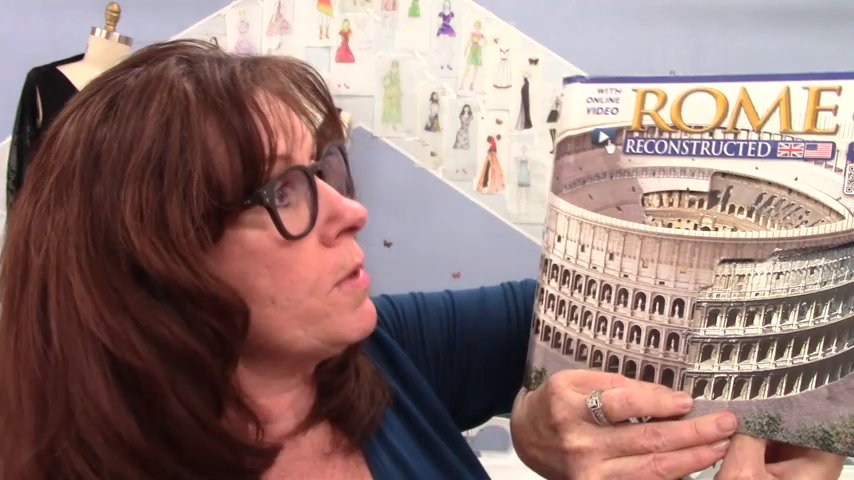 WITH
ONLINE
VIDEO
ROME
RECONSTRUCTED